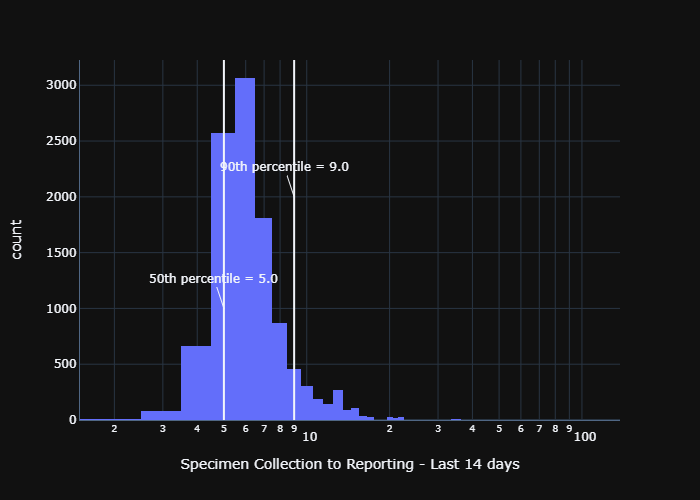 3000
2500
2000
1500
1000
500
0
count
90th percentile = 9.0
50th percentile = 5.0
2 3 4 5 6 7 8 9 10 2 3 4 5 6 7 8 9 100
Specimen Collection to Reporting - Last 14 days